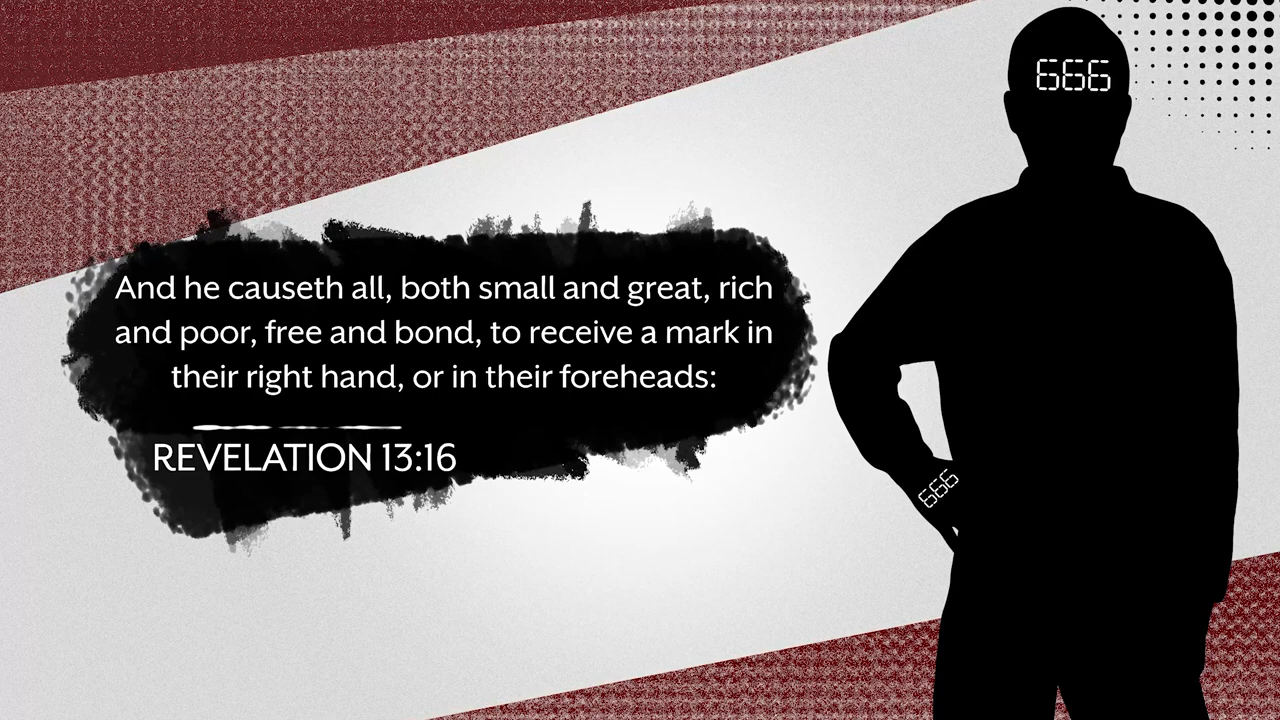 666
And he causeth all, both small and great, rich
and poor, free and bond, to receive a mark in
their right hand, or in their foreheads:
REVELATION 13:16
666